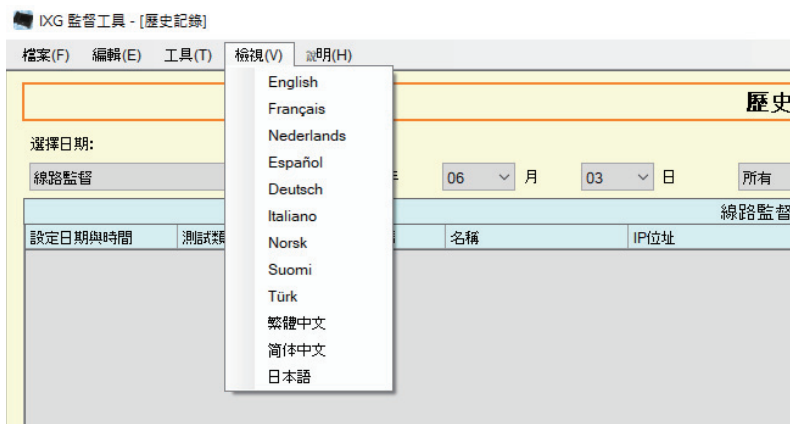 IXG 監督工具 - [歷史記錄]
檔案(F) 編輯(E) 工具(T) 檢視(V) 說明(H)
English
Français
Nederlands
Español
Deutsch
Italiano
Norsk
Suomi
Türk
繁體中文
简体中文
日本語
歷史
選擇日期:
線路監督 06 月 03 日 所有
線路監督
設定日期與時間 測試類 名稱 IP位址